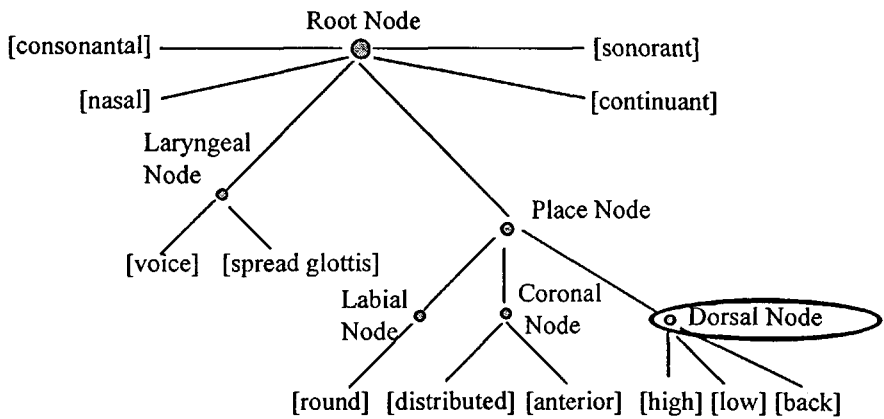 Root Node
[consonantal]
[sonorant]
[nasal]
[continuant]
Laryngeal
Node
Place Node
[voice]
[spread glottis]
Labial
Node
Coronal
Node
Dorsal Node
[round]
[distributed]
[anterior]
[high]
[low]
[back]